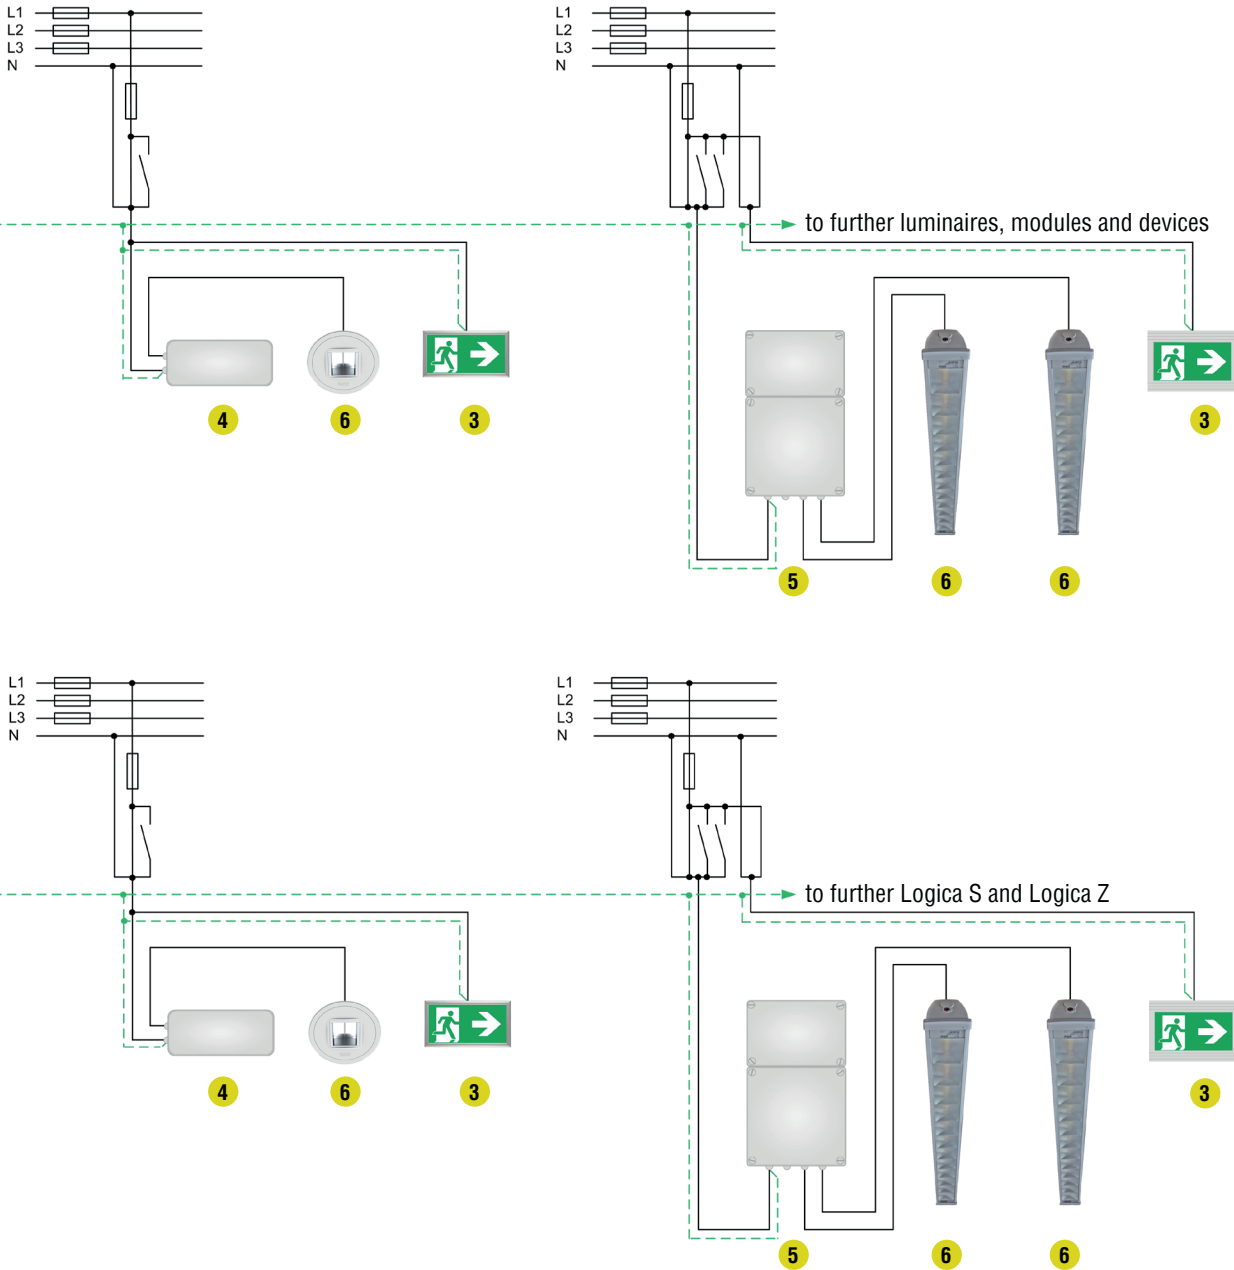 L1
L2
L3
N
L1
L2
L3
N
to further luminaires, modules and devices
4
6
3
3
5
6
6
L1
L2
L3
N
L1
L2
L3
N
to further Logica S and Logica Z
4
6
3
3
5
6
6